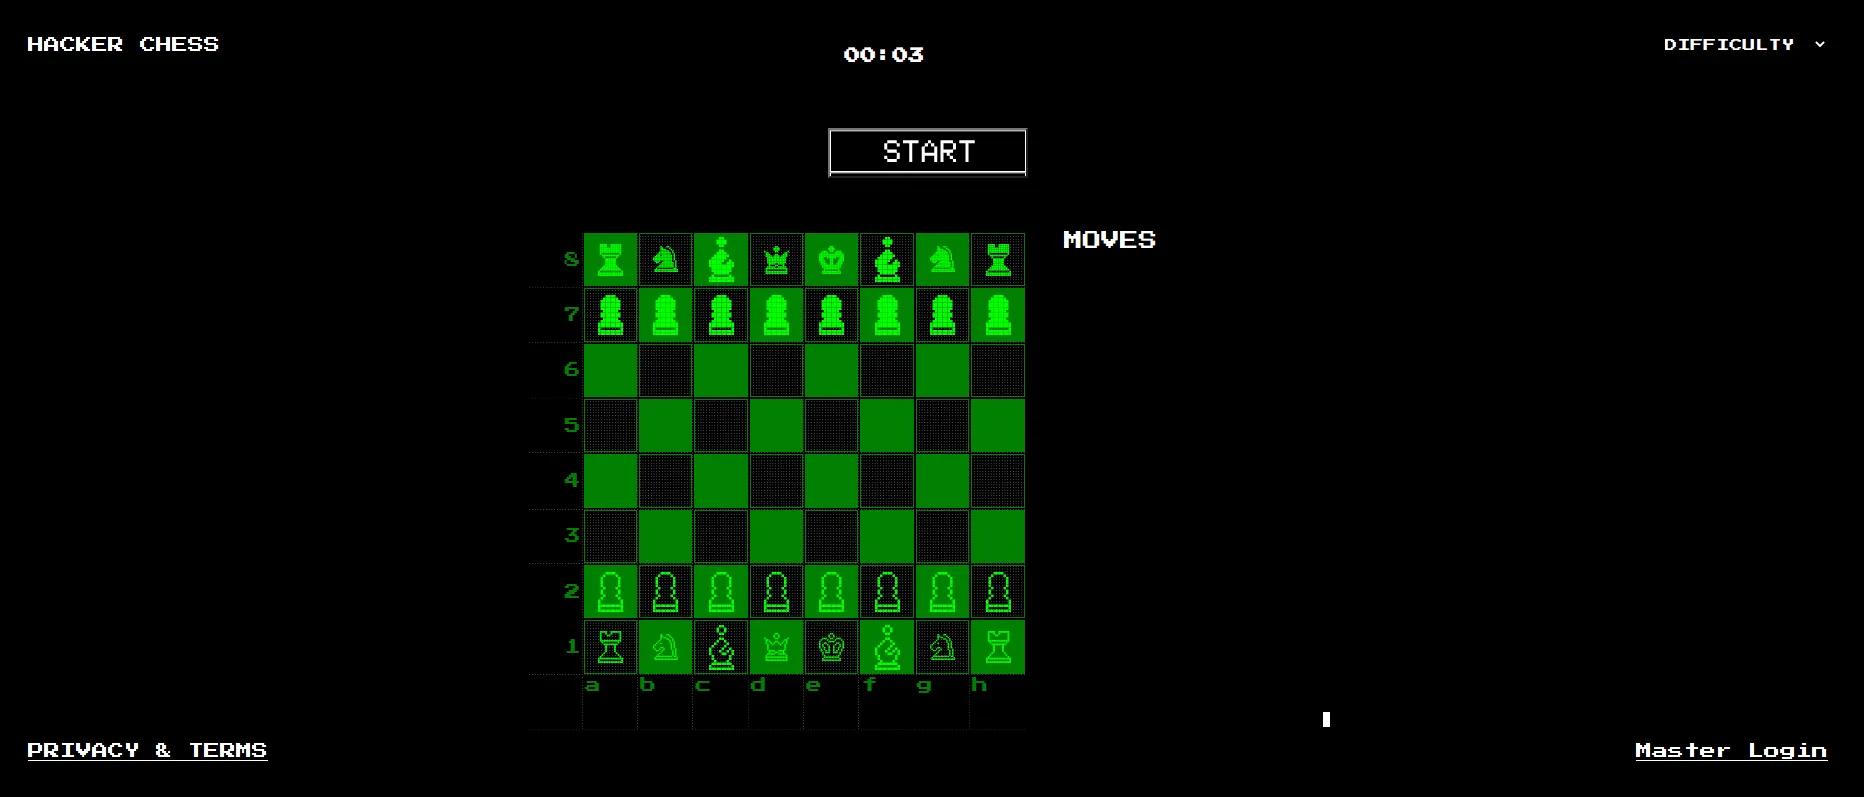 HACKER CHESS
00:03
DIFFICULTY
START
MOVES
8
7
6
5
4
3
2
1
a b c d e f g h
PRIVACY & TERMS
Master Login